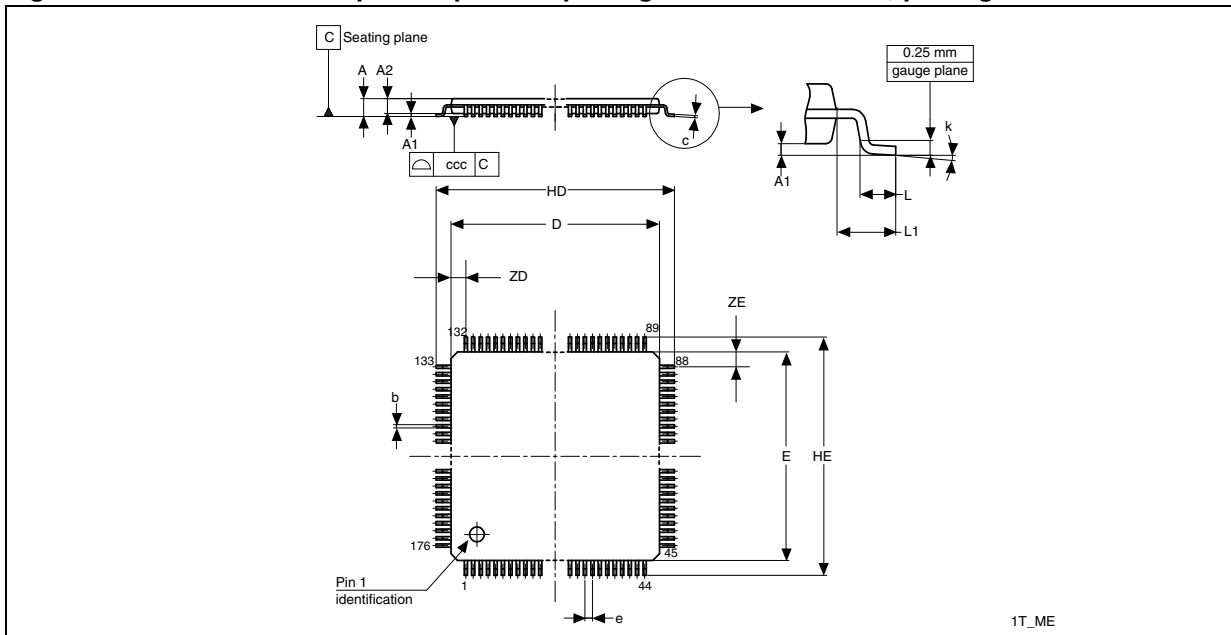 C Seating plane
0.25 mm
gauge plane
A A2
k
c
A1
A1
ccc C
L
HD
L1
D
ZD
ZE
132
89
133
88
b
E
HE
176
45
Pin 1
identification
1
44
e
1T_ME